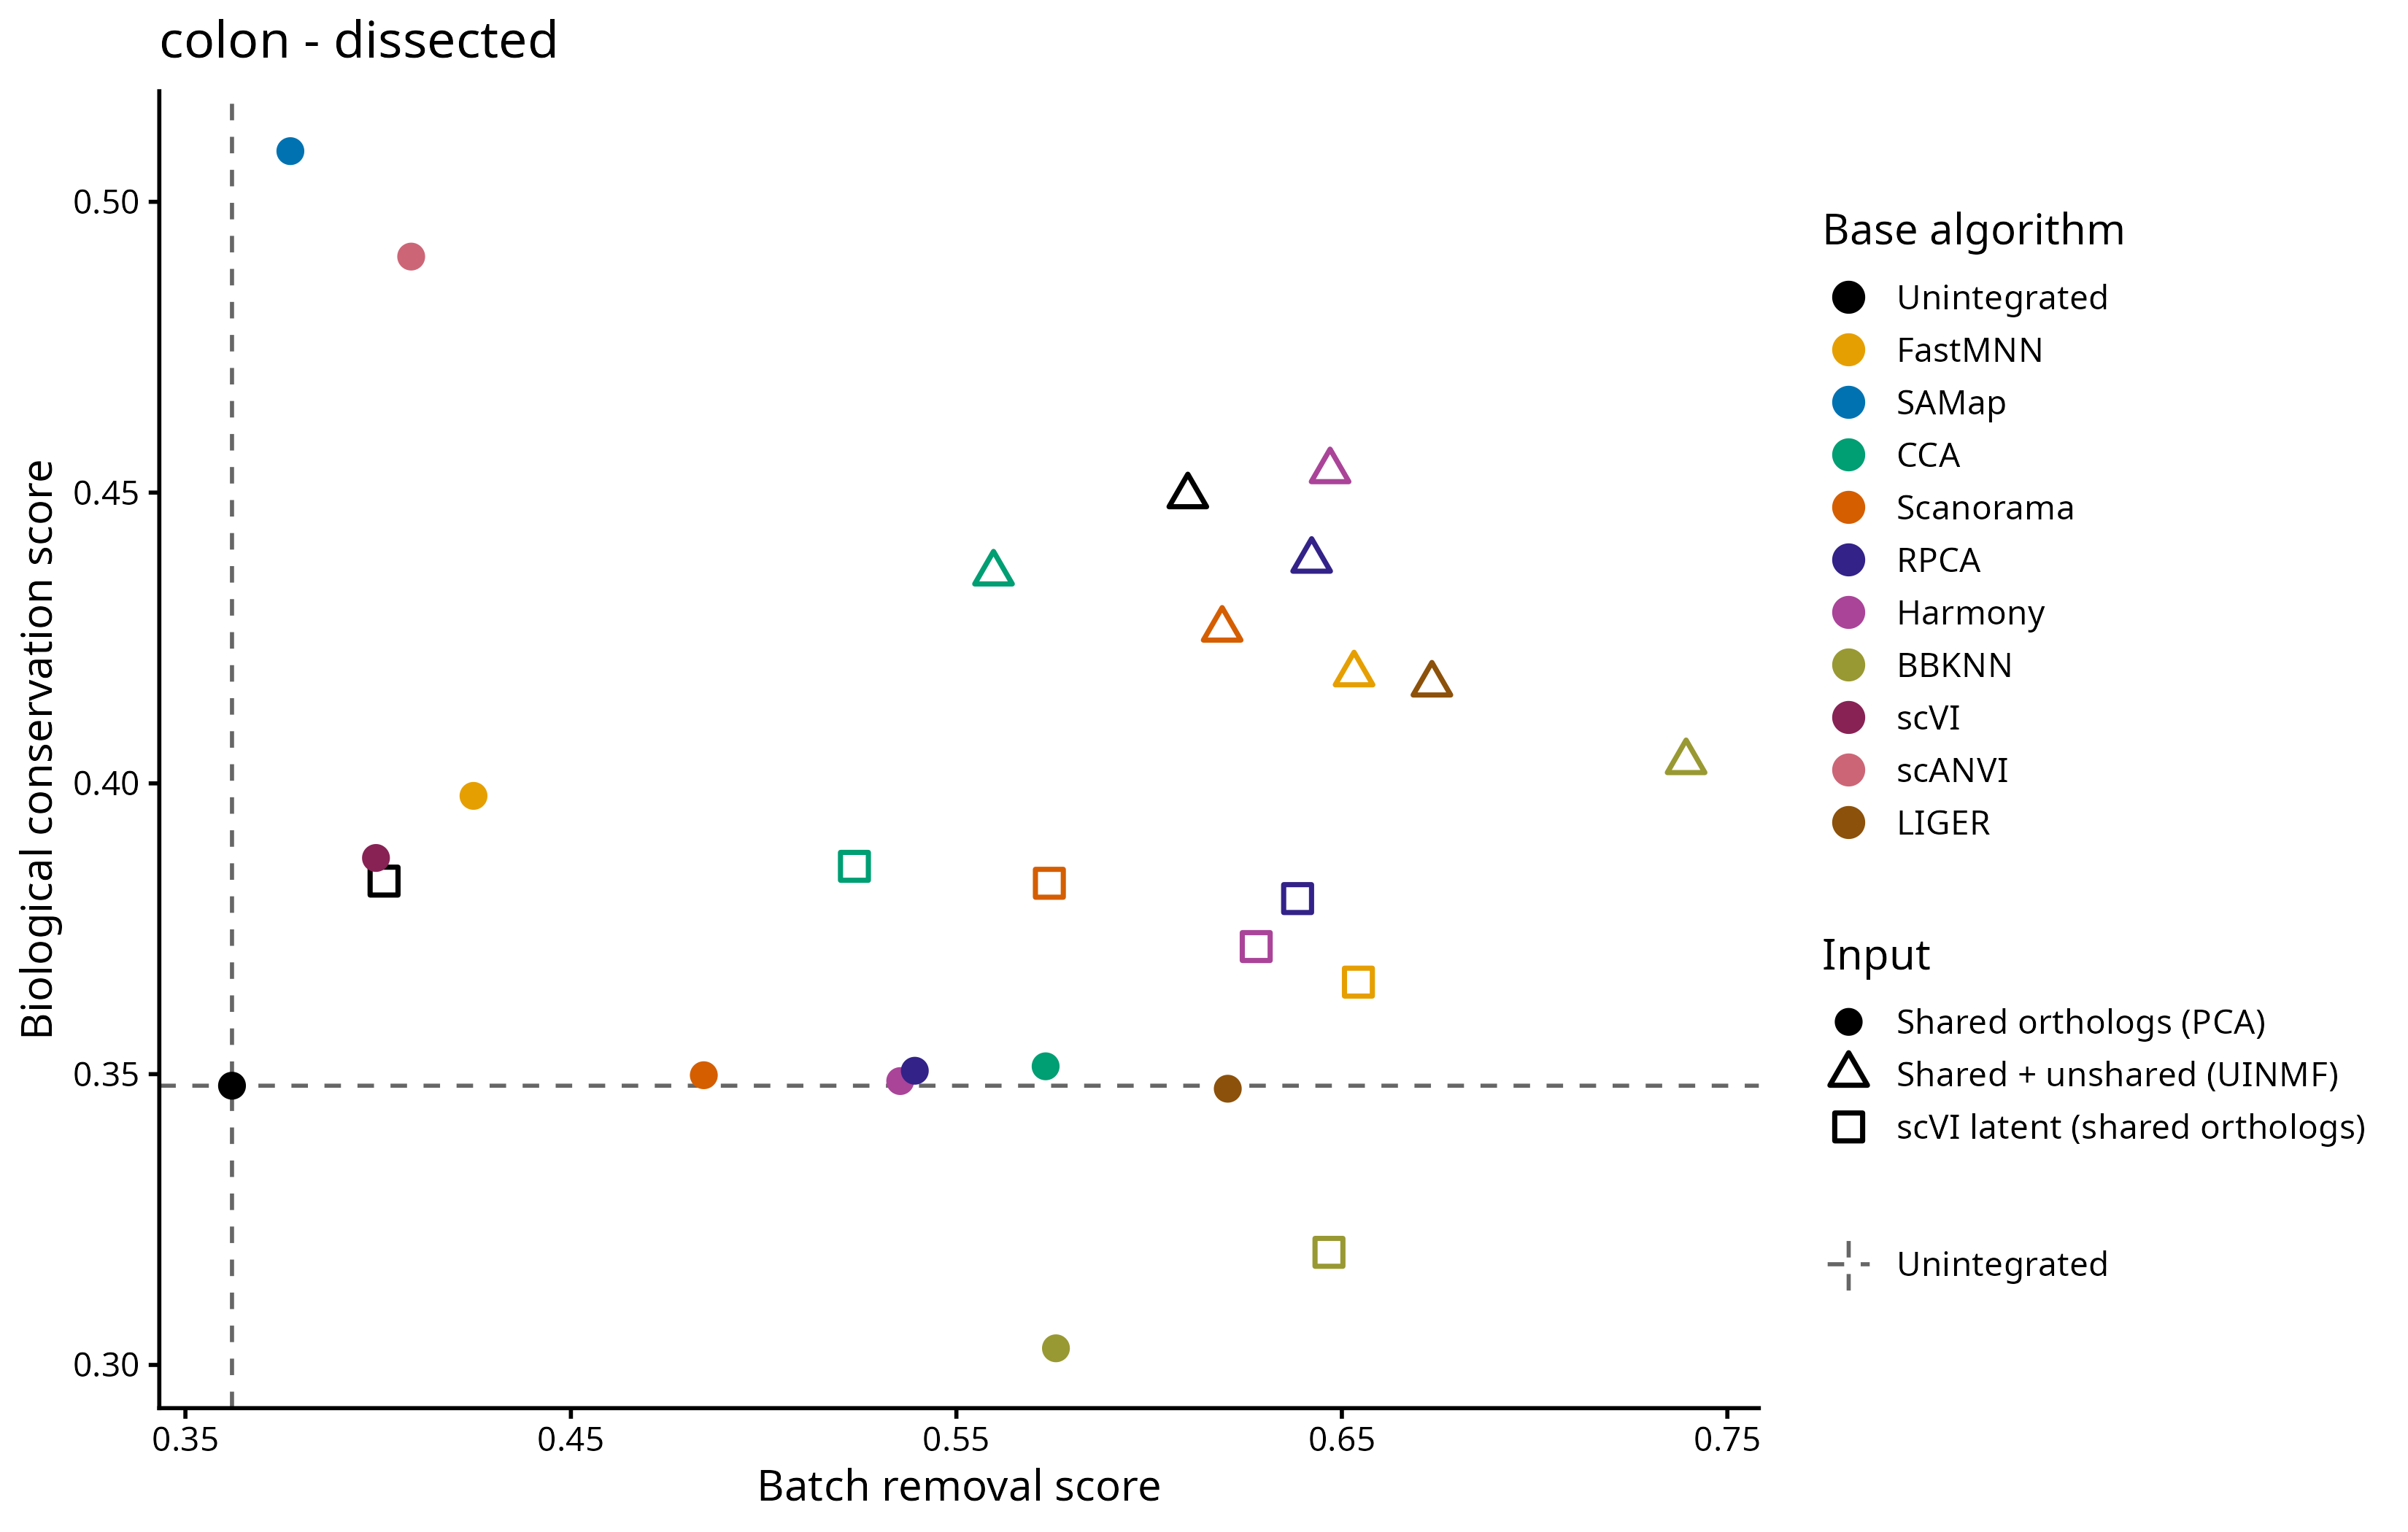 colon - dissected
Biological conservation score
0.50
0.45
0.40
0.35
0.30
0.35
0.45
0.55
0.65
0.75
Batch removal score
Base algorithm
Unintegrated
FastMNN
SAMap
CCA
Scanorama
RPCA
Harmony
BBKNN
scVI
scANVI
LIGER
Input
Shared orthologs (PCA)
Shared + unshared (UINMF)
scVI latent (shared orthologs)
Unintegrated